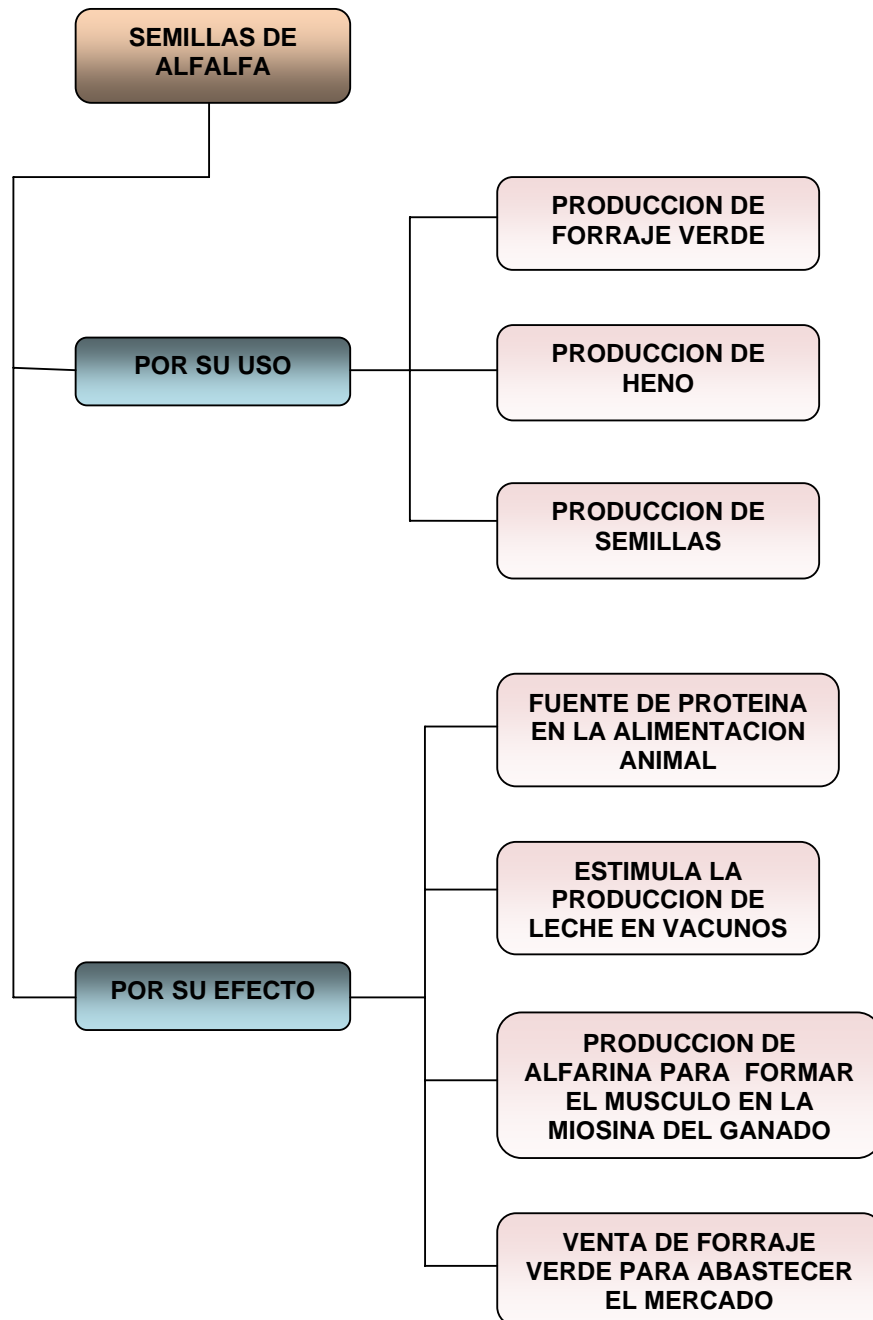 SEMILLAS DE
ALFALFA
PRODUCCION DE
FORRAJE VERDE
POR SU USO
PRODUCCION DE
HENO
PRODUCCION DE
SEMILLAS
FUENTE DE PROTEINA
EN LA ALIMENTACION
ANIMAL
ESTIMULA LA
PRODUCCION DE
LECHE EN VACUNOS
POR SU EFECTO
PRODUCCION DE
ALFARINA PARA FORMAR
EL MUSCULO EN LA
MIOSINA DEL GANADO
VENTA DE FORRAJE
VERDE PARA ABASTECER
EL MERCADO